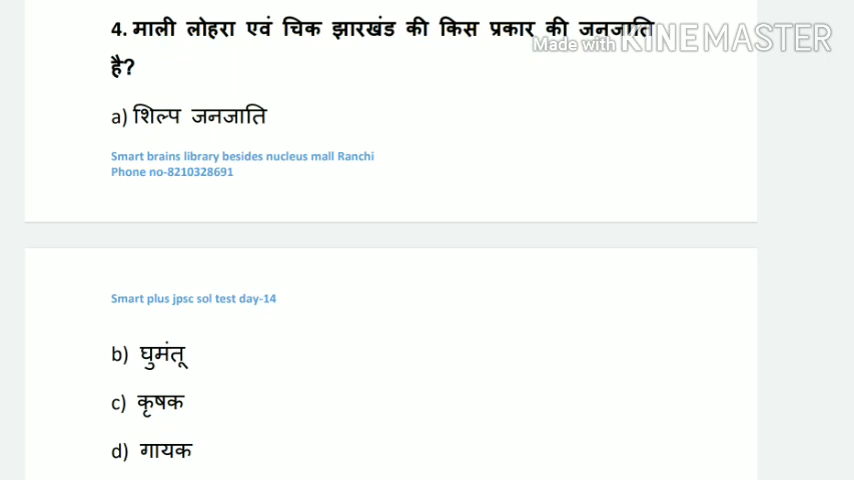 4. माली लोहरा एवं चिक झारखंड की किस प्रकार की जनजाति
Made with KINEMASTER
है?
a) शिल्प जनजाति
Smart brains library besides nucleus mall Ranchi
Phone no-8210328691
Smart plus jpsc sol test day-14
b) घुमंतू
c) कृषक
d) गायक